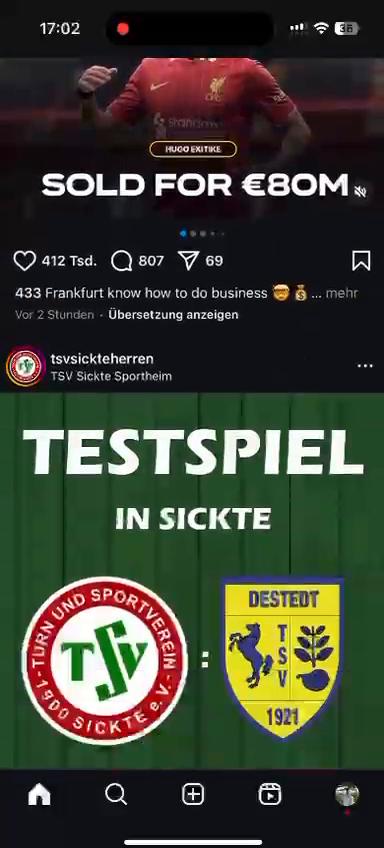 17:02
36
Standard
HUGO EKITIKE
SOLD FOR €80M
412 Tsd. 807 69
433 Frankfurt know how to do business 🤯💰... mehr
Vor 2 Stunden · Übersetzung anzeigen
tsvsickteherren
TSV Sickte Sportheim
TESTSPIEL
IN SICKTE
TURN UND SPORTVEREIN
TSV
1900 SICKTE e.V.
:
DESTEDT
TSV
1921